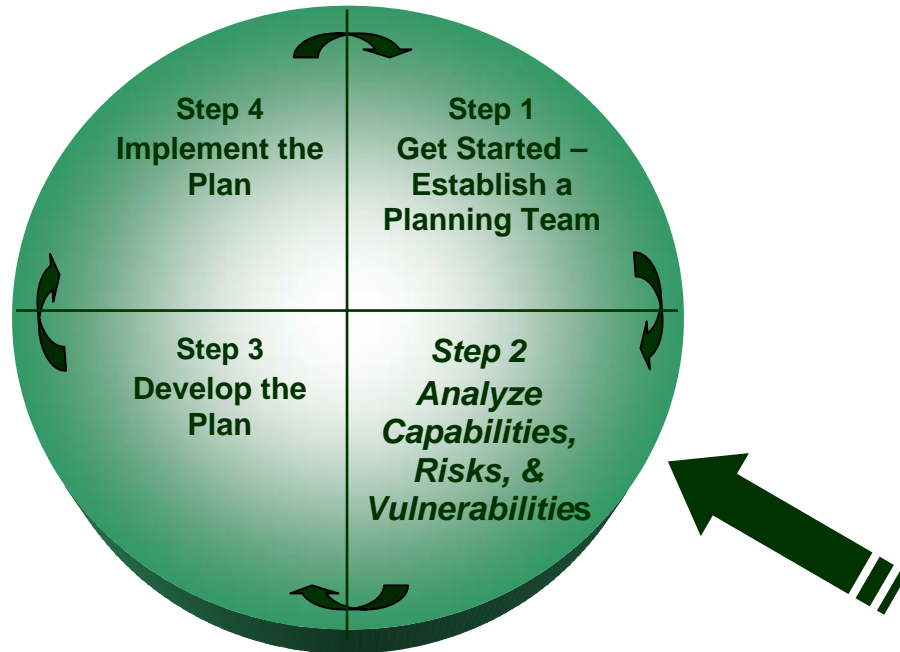 Step 1
Get Started –
Establish a
Planning Team
Step 2
Analyze
Capabilities,
Risks, &
Vulnerabilities
Step 3
Develop the
Plan
Step 4
Implement the
Plan